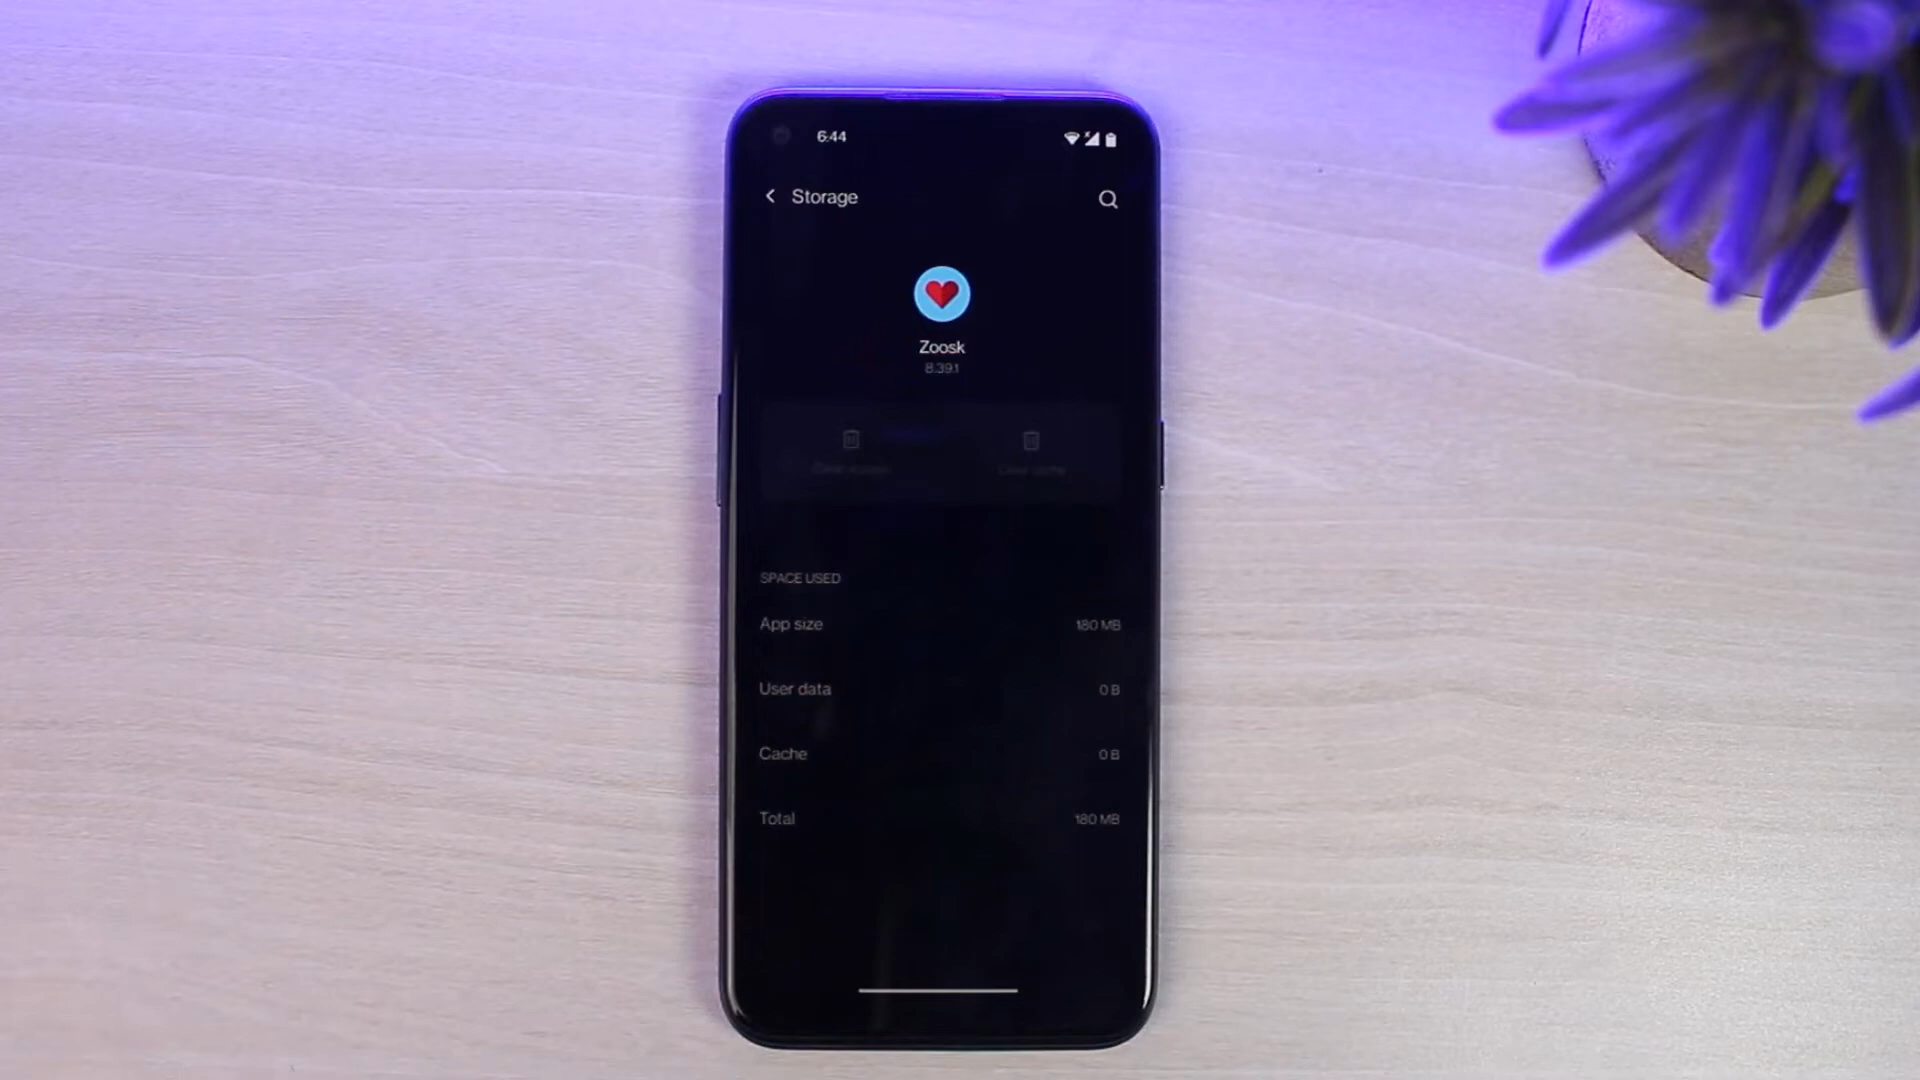 6:44
Storage
Zoosk
8.39.1
SPACE USED
App size 180 MB
User data 0 B
Cache 0 B
Total 180 MB